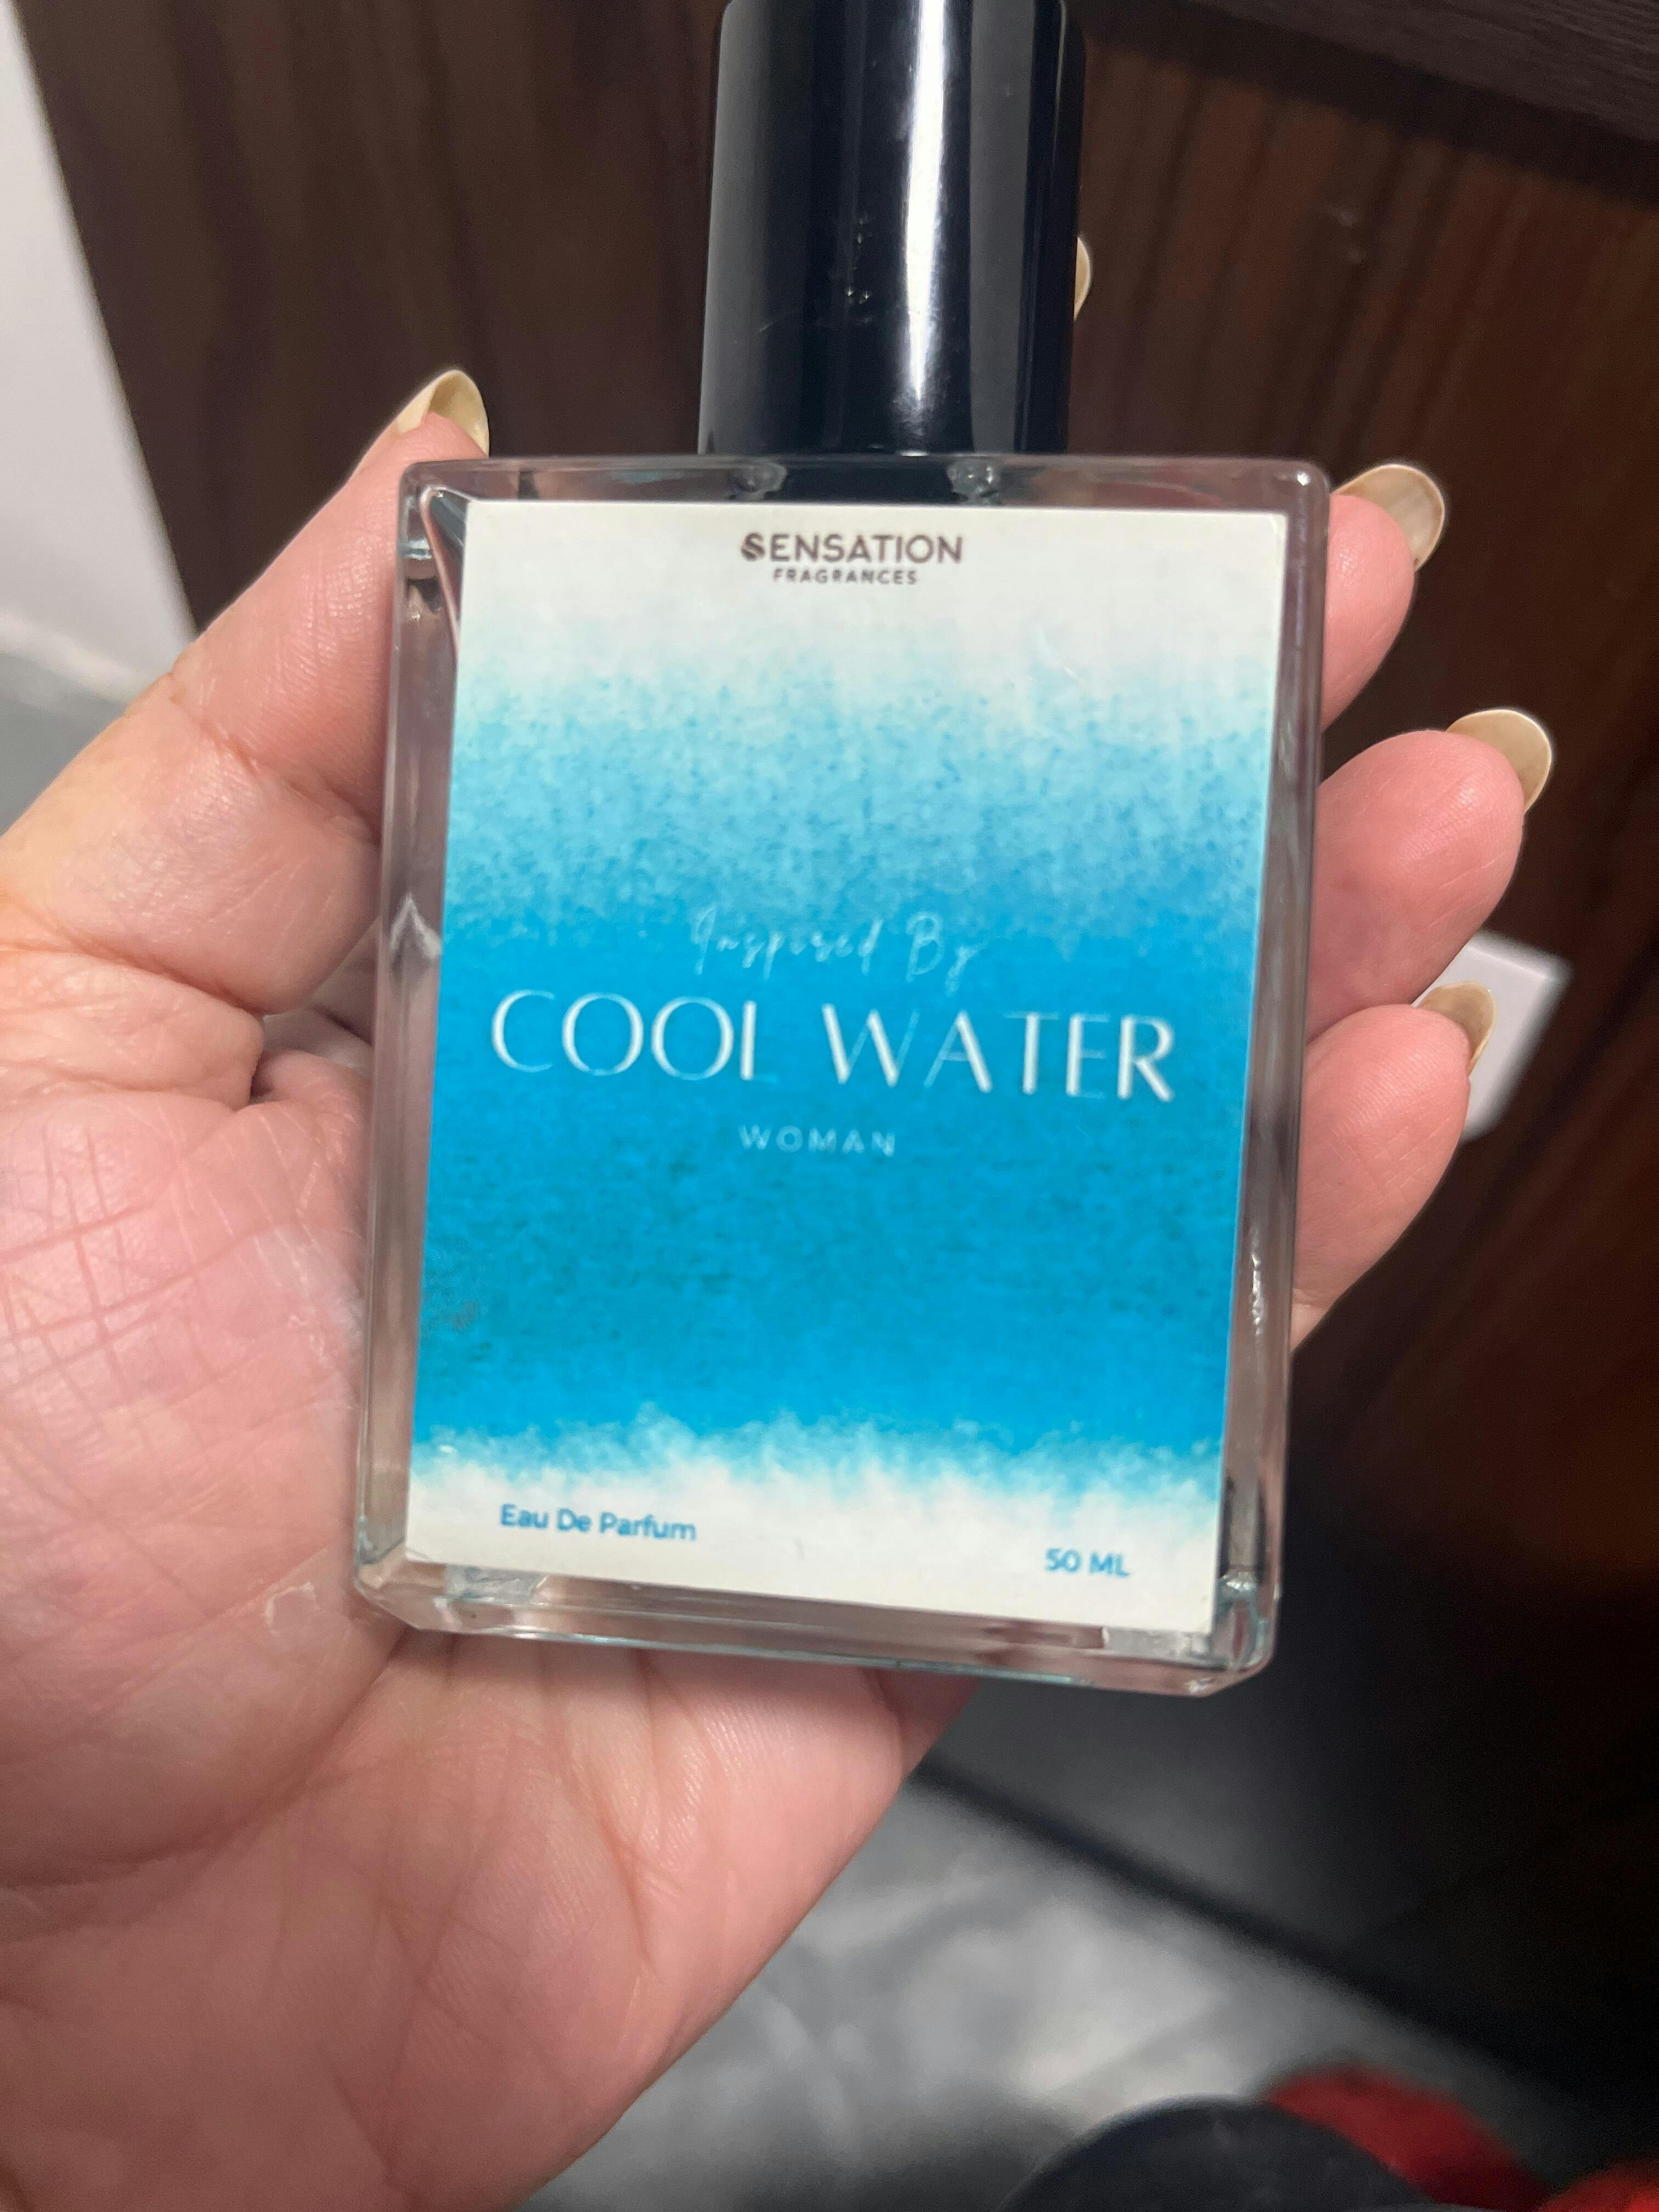 SENSATION
FRAGRANCES
Inspired By
COOL WATER
WOMAN
Eau De Parfum
50 ML